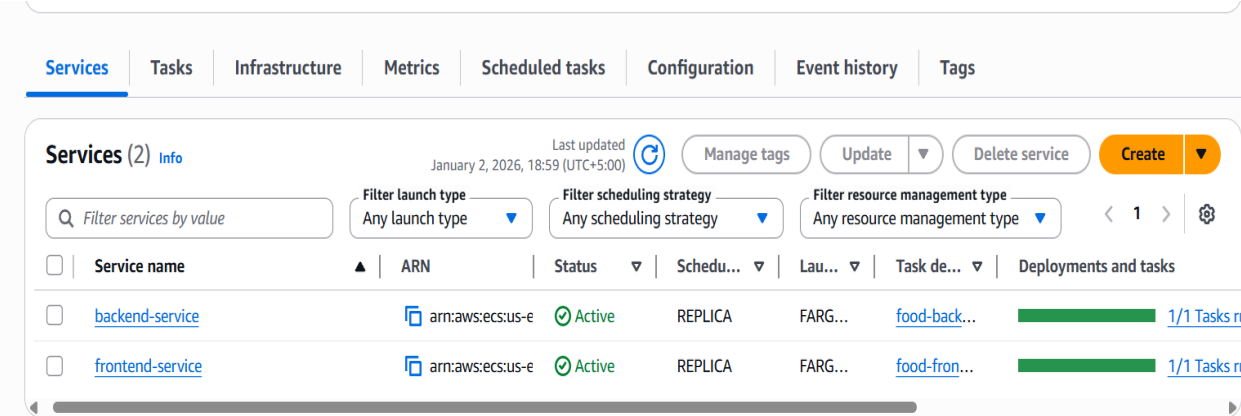 Services Tasks Infrastructure Metrics Scheduled tasks Configuration Event history Tags
Services (2) Info
Last updated
January 2, 2026, 18:59 (UTC+5:00)
Manage tags Update Delete service Create
Filter services by value
Filter launch type
Any launch type
Filter scheduling strategy
Any scheduling strategy
Filter resource management type
Any resource management type
1
Service name ARN Status Schedu... Lau... Task de... Deployments and tasks
backend-service arn:aws:ecs:us-e Active REPLICA FARG... food-back... 1/1 Tasks r
frontend-service arn:aws:ecs:us-e Active REPLICA FARG... food-fron... 1/1 Tasks r